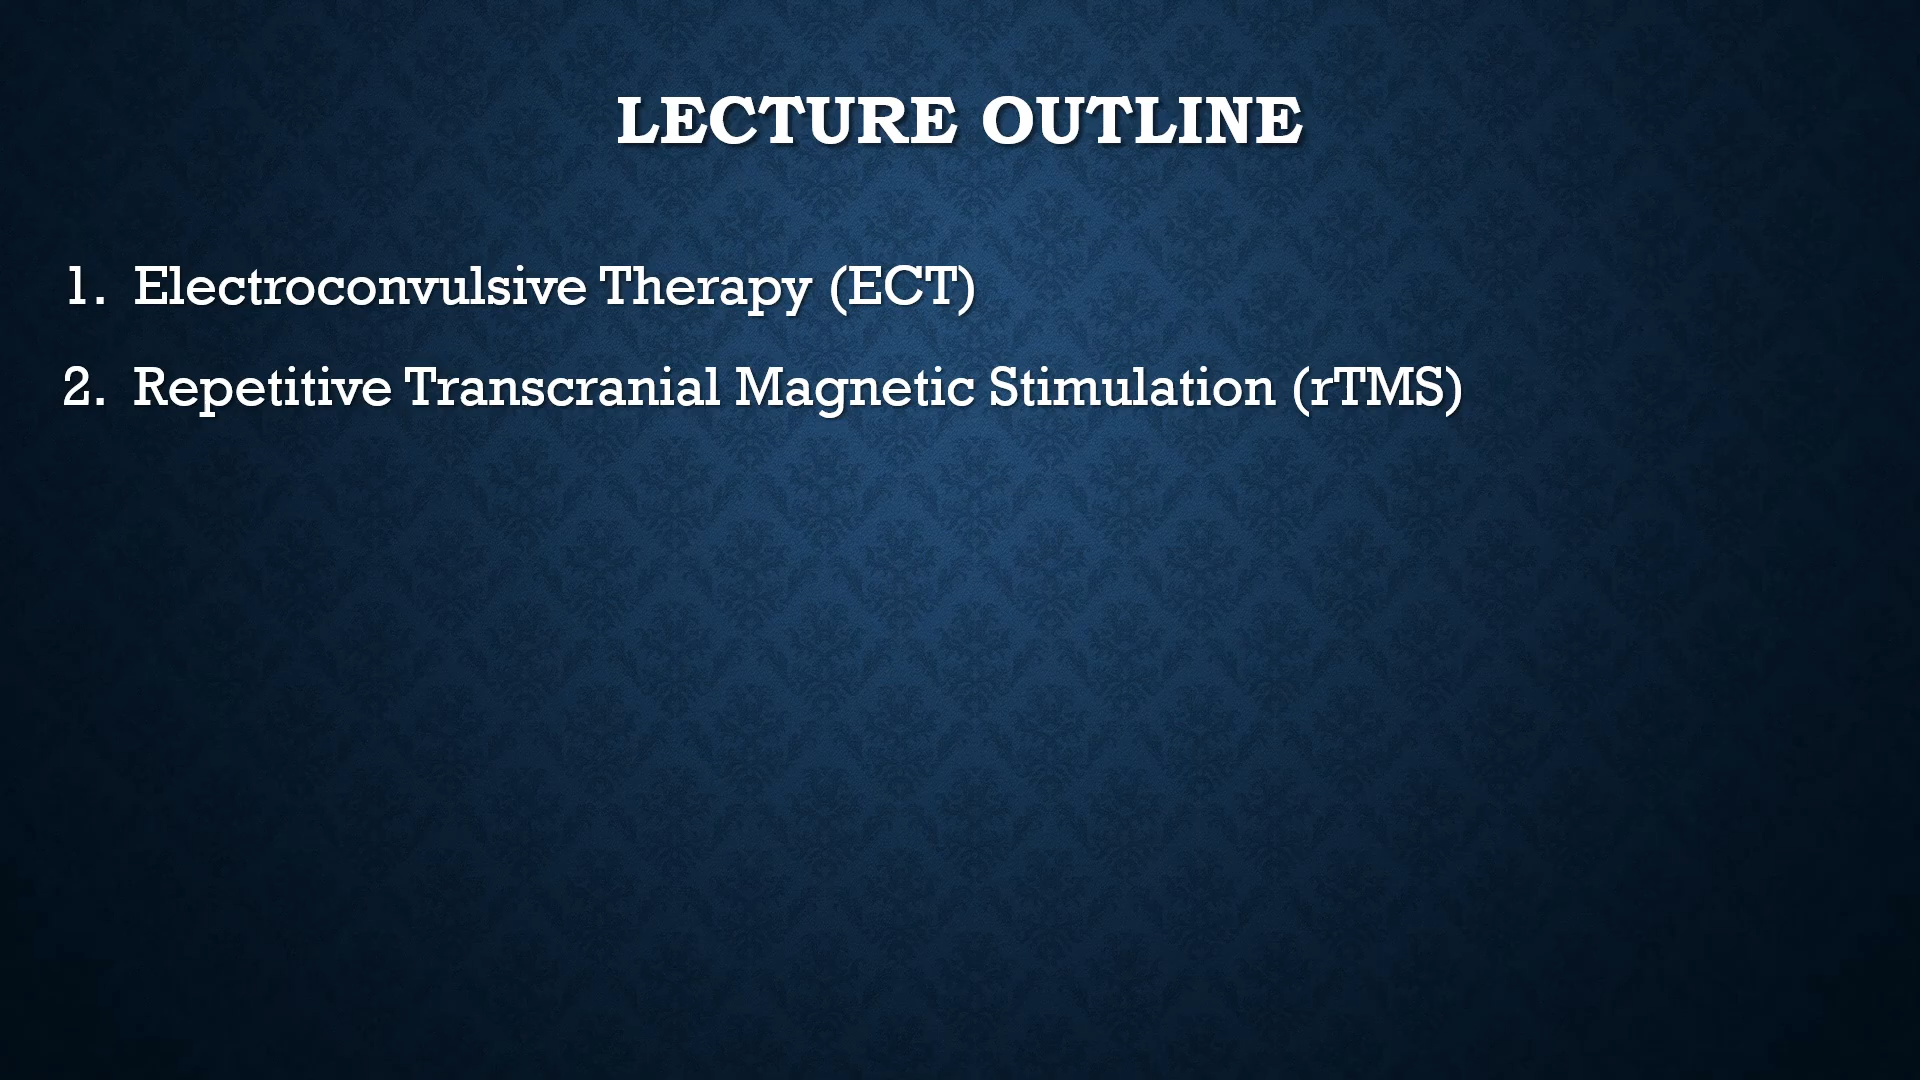 LECTURE OUTLINE
1. Electroconvulsive Therapy (ECT)
2. Repetitive Transcranial Magnetic Stimulation (rTMS)